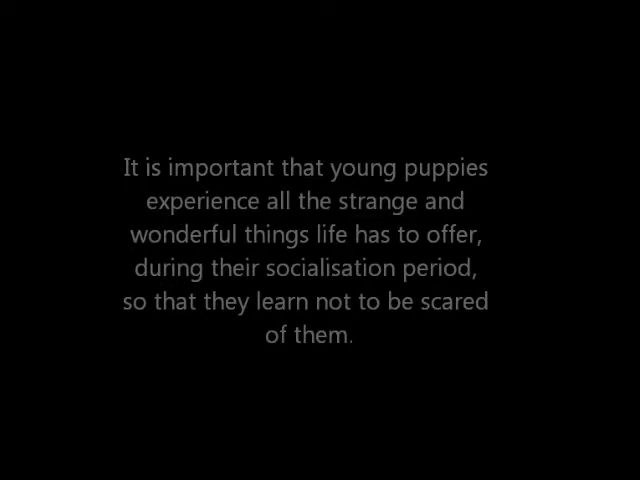 It is important that young puppies
experience all the strange and
wonderful things life has to offer,
during their socialisation period,
so that they learn not to be scared
of them.